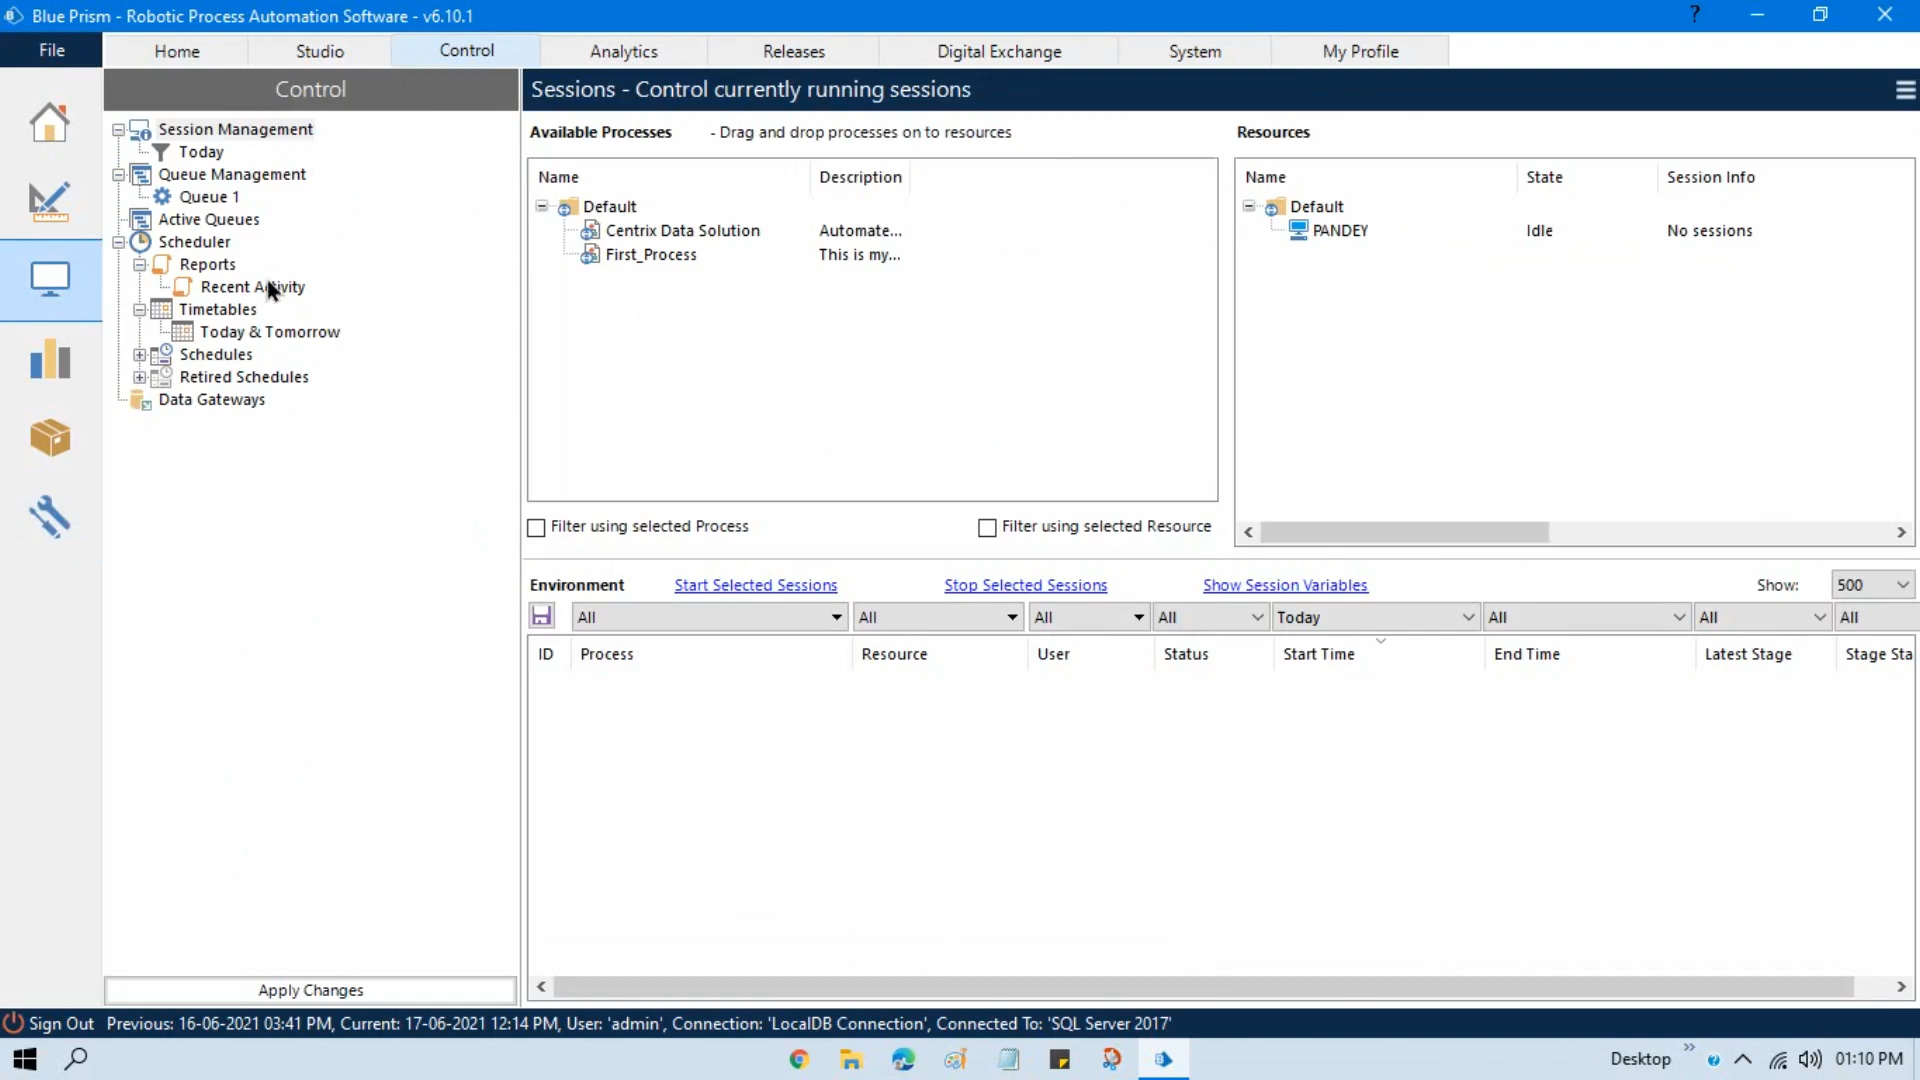 Blue Prism - Robotic Process Automation Software - v6.10.1
?
File Home Studio Control Analytics Releases Digital Exchange System My Profile
Control
Session Management
Today
Queue Management
Queue 1
Active Queues
Scheduler
Reports
Recent Activity
Timetables
Today & Tomorrow
Schedules
Retired Schedules
Data Gateways
Apply Changes
Sessions - Control currently running sessions
Available Processes - Drag and drop processes on to resources
Name Description
Default
Centrix Data Solution Automate...
First_Process This is my...
Filter using selected Process Filter using selected Resource
Resources
Name State Session Info
Default
PANDEY Idle No sessions
Environment Start Selected Sessions Stop Selected Sessions Show Session Variables Show: 500
All All All All Today All All All
ID Process Resource User Status Start Time End Time Latest Stage Stage Sta
Sign Out Previous: 16-06-2021 03:41 PM, Current: 17-06-2021 12:14 PM, User: 'admin', Connection: 'LocalDB Connection', Connected To: 'SQL Server 2017'
Desktop 01:10 PM